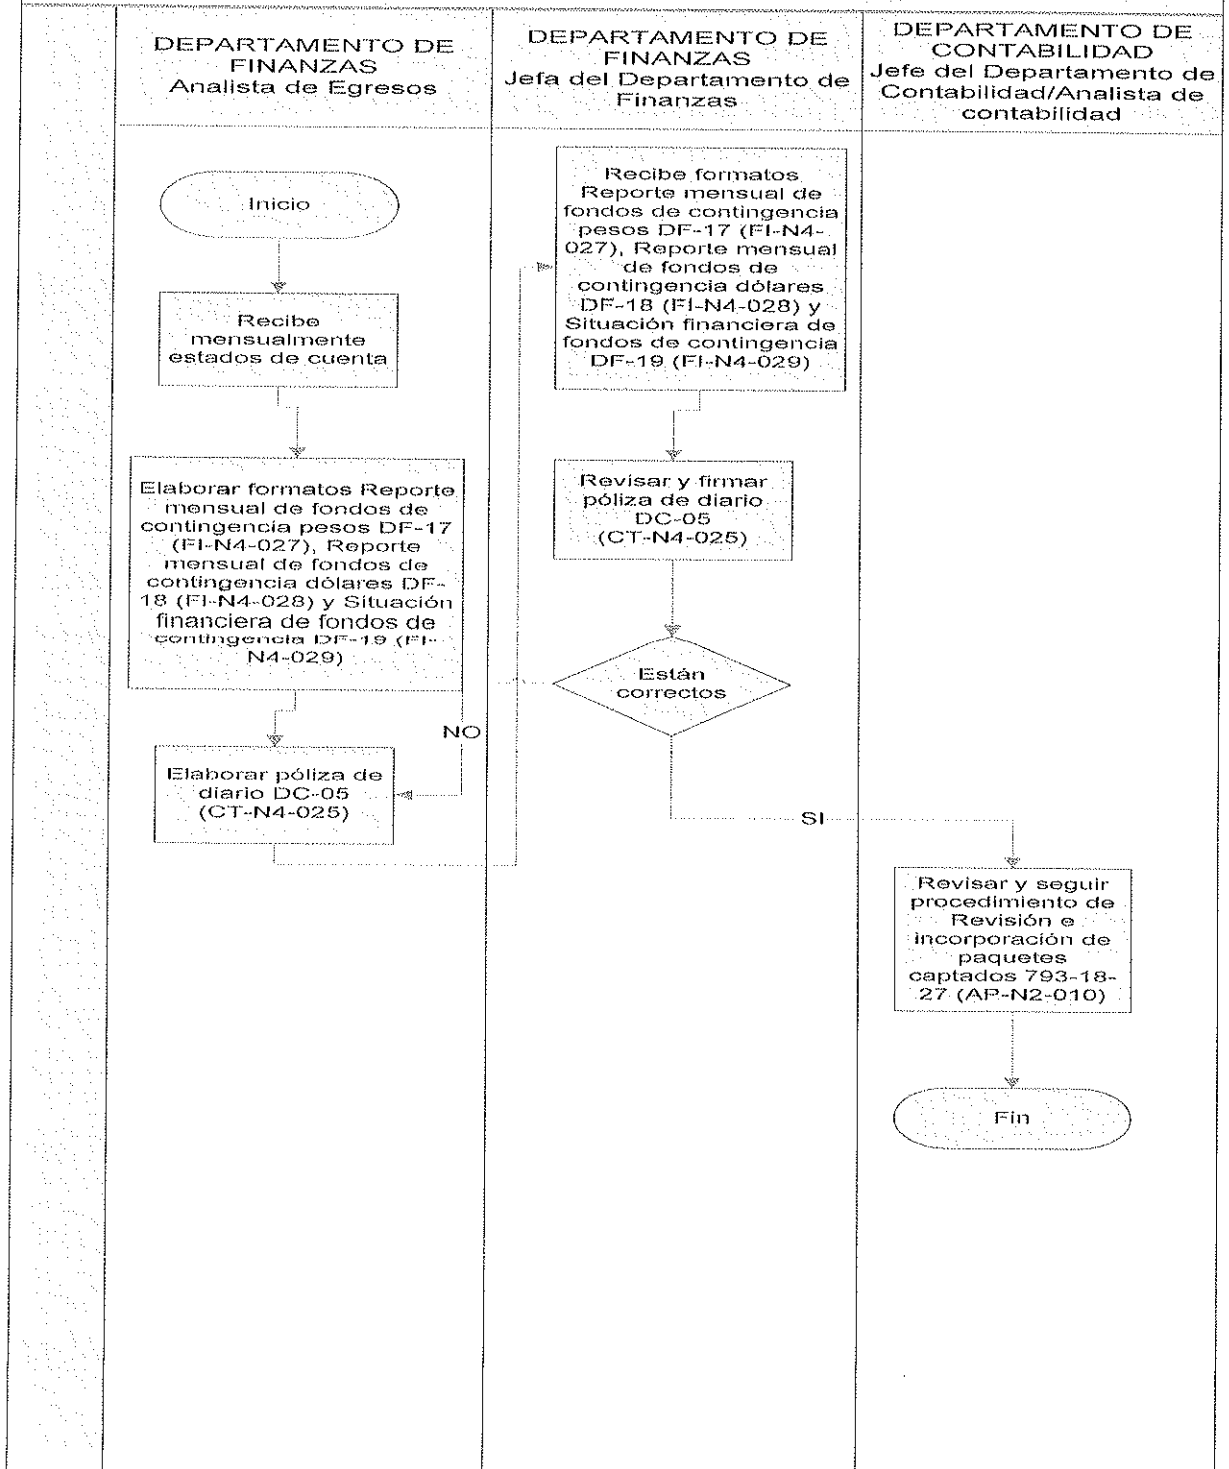 DEPARTAMENTO DE
FINANZAS
Analista de Egresos
DEPARTAMENTO DE
FINANZAS
Jefa del Departamento de
Finanzas
DEPARTAMENTO DE
CONTABILIDAD
Jefe del Departamento de
Contabilidad/Analista de
contabilidad
Inicio
Recibe
mensualmente
estados de cuenta
Elaborar formatos Reporte
mensual de fondos de
contingencia pesos DF-17
(FI-N4-027), Reporte
mensual de fondos de
contingencia dólares DF-
18 (FI-N4-028) y Situación
financiera de fondos de
contingencia DF-19 (FI-
N4-029)
NO
Elaborar póliza de
diario DC-05
(CT-N4-025)
Recibe formatos
Reporte mensual de
fondos de contingencia
pesos DF-17 (FI-N4-
027), Reporte mensual
de fondos de
contingencia dólares
DF-18 (FI-N4-028) y
Situación financiera de
fondos de contingencia
DF-19 (FI-N4-029)
Revisar y firmar
póliza de diario
DC-05
(CT-N4-025)
Están
correctos
SI
Revisar y seguir
procedimiento de
Revisión e
incorporación de
paquetes
captados 793-18-
27 (AP-N2-010)
Fin